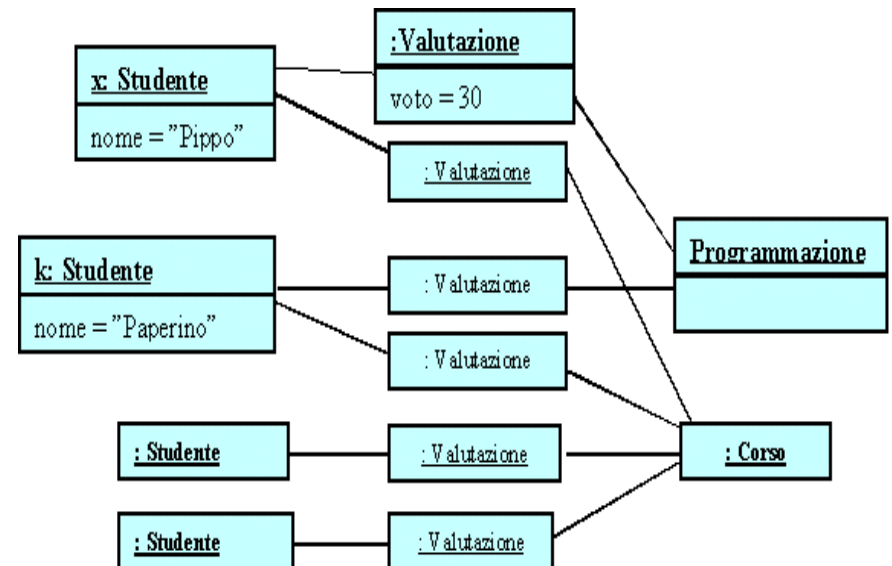 :Valutazione
voto = 30
x: Studente
nome = "Pippo"
: Valutazione
Programmazione
k: Studente
nome = "Paperino"
: Valutazione
: Valutazione
: Studente
: Valutazione
: Corso
: Studente
: Valutazione